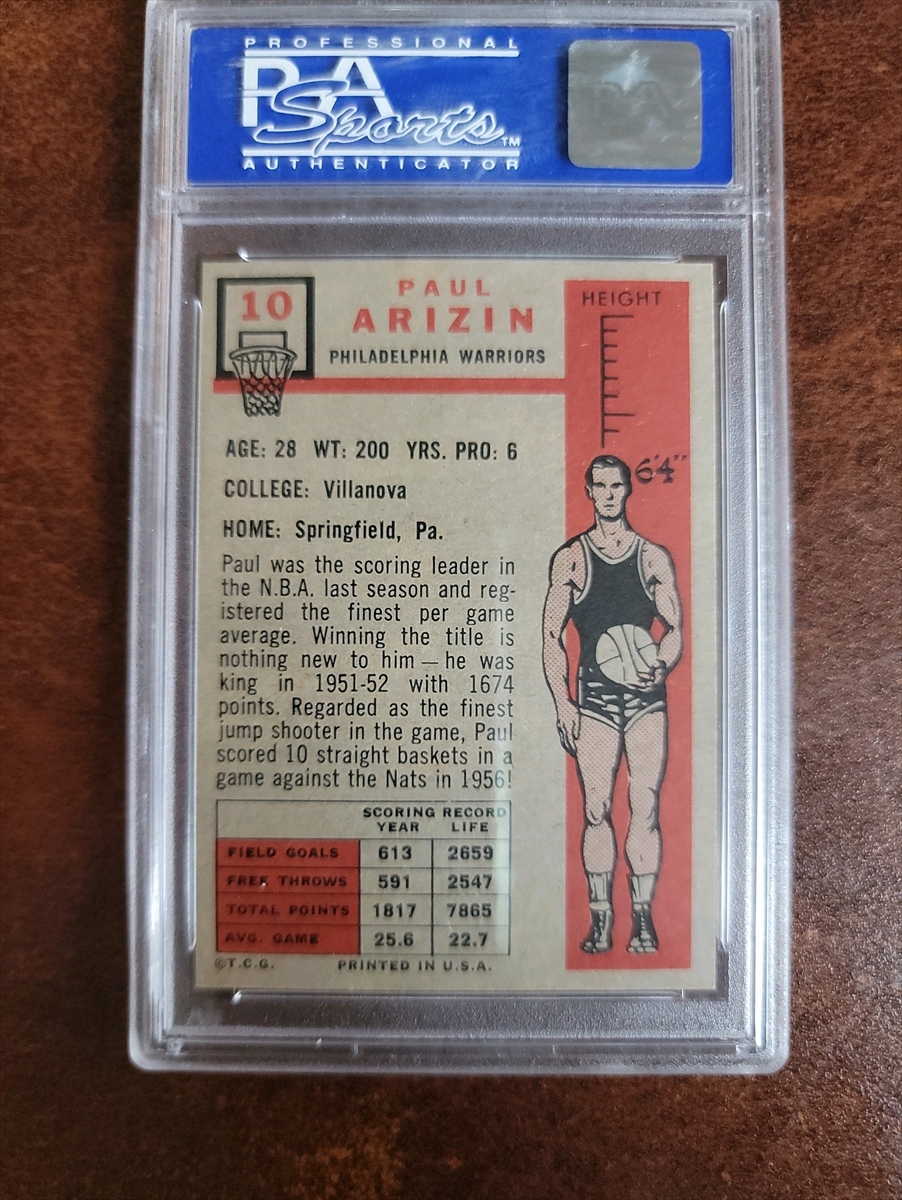 PROFESSIONAL
PSA
Sports™
AUTHENTICATOR
PSA
10
PAUL
ARIZIN
PHILADELPHIA WARRIORS
HEIGHT
6'4"
AGE: 28 WT: 200 YRS. PRO: 6
COLLEGE: Villanova
HOME: Springfield, Pa.
Paul was the scoring leader in
the N.B.A. last season and reg-
istered the finest per game
average. Winning the title is
nothing new to him — he was
king in 1951-52 with 1674
points. Regarded as the finest
jump shooter in the game, Paul
scored 10 straight baskets in a
game against the Nats in 1956!
SCORING RECORD
YEAR LIFE
FIELD GOALS 613 2659
FREE THROWS 591 2547
TOTAL POINTS 1817 7865
AVG. GAME 25.6 22.7
©T.C.G. PRINTED IN U.S.A.